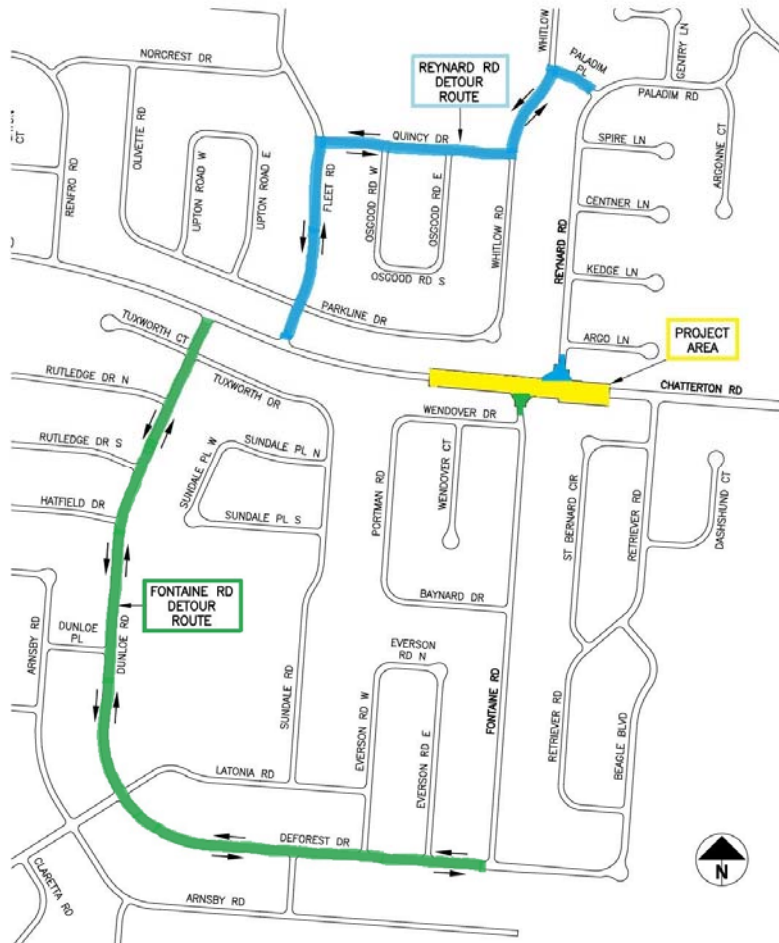 WHITLOW
GENTRY LN
NORCREST DR
REYNARD RD
DETOUR
ROUTE
PALADIM
PL
PALADIM RD
CT
OLIVETTE RD
RENFRO RD
UPTON ROAD W
UPTON ROAD E
FLEET RD
QUINCY DR
OSGOOD RD W
OSGOOD RD E
OSGOOD RD S
WHITLOW RD
SPIRE LN
ARGONNE CT
CENTNER LN
REYNARD RD
KEDGE LN
PARKLINE DR
TUXWORTH CT
ARGO LN
PROJECT
AREA
CHATTERTON RD
RUTLEDGE DR N
TUXWORTH DR
WENDOVER DR
RUTLEDGE DR S
SUNDALE PL W
SUNDALE PL N
PORTMAN RD
WENDOVER CT
ST BERNARD CIR
RETRIEVER RD
DASHSHUND CT
HATFIELD DR
SUNDALE PL S
FONTAINE RD
DETOUR
ROUTE
BAYNARD DR
ARNSBY RD
DUNLOE
PL
DUNLOE RD
EVERSON
RD N
SUNDALE RD
EVERSON RD W
EVERSON RD E
FONTAINE RD
RETRIEVER RD
BEAGLE BLVD
LATONIA RD
DEFOREST DR
CLARETTA RD
ARNSBY RD
N